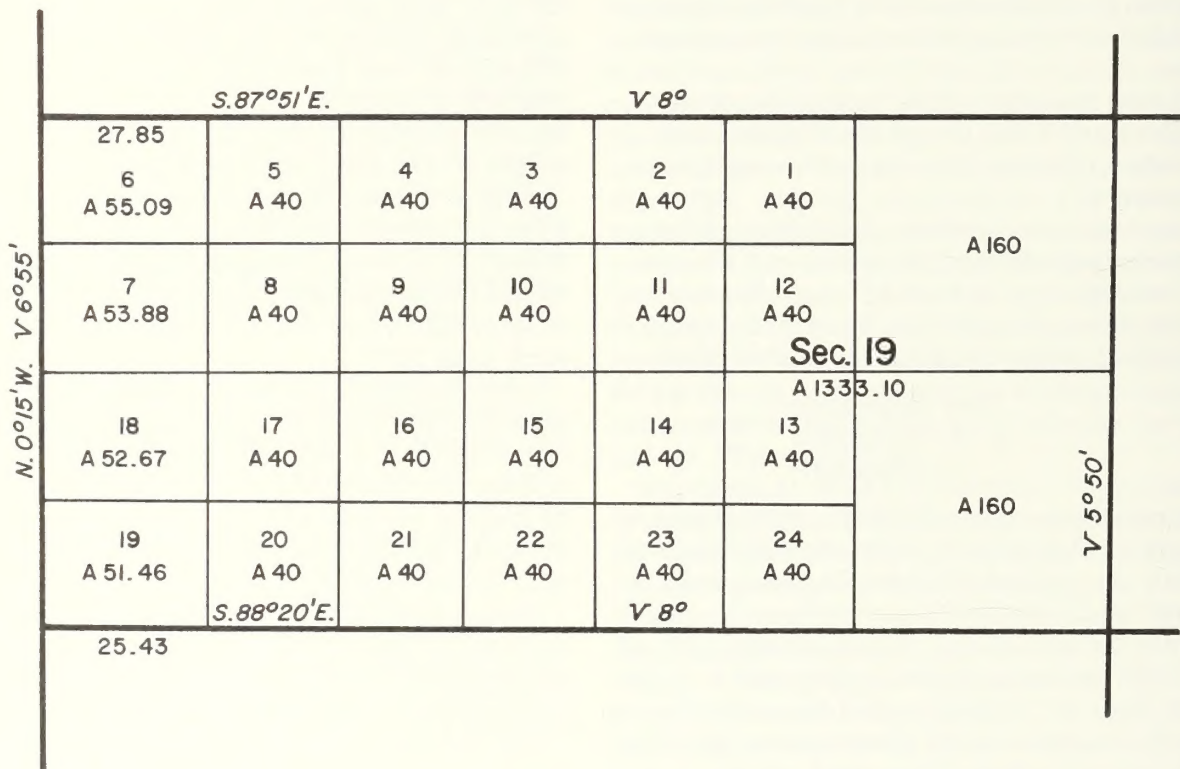 S.87°51'E. V 8°
27.85
6 5 4 3 2 1
A 55.09 A 40 A 40 A 40 A 40 A 40
A 160
7 8 9 10 11 12
A 53.88 A 40 A 40 A 40 A 40 A 40
Sec. 19
A 1333.10
N.0°15'W. V 6°55'
18 17 16 15 14 13
A 52.67 A 40 A 40 A 40 A 40 A 40
A 160
V 5°50'
19 20 21 22 23 24
A 51.46 A 40 A 40 A 40 A 40 A 40
S.88°20'E. V 8°
25.43